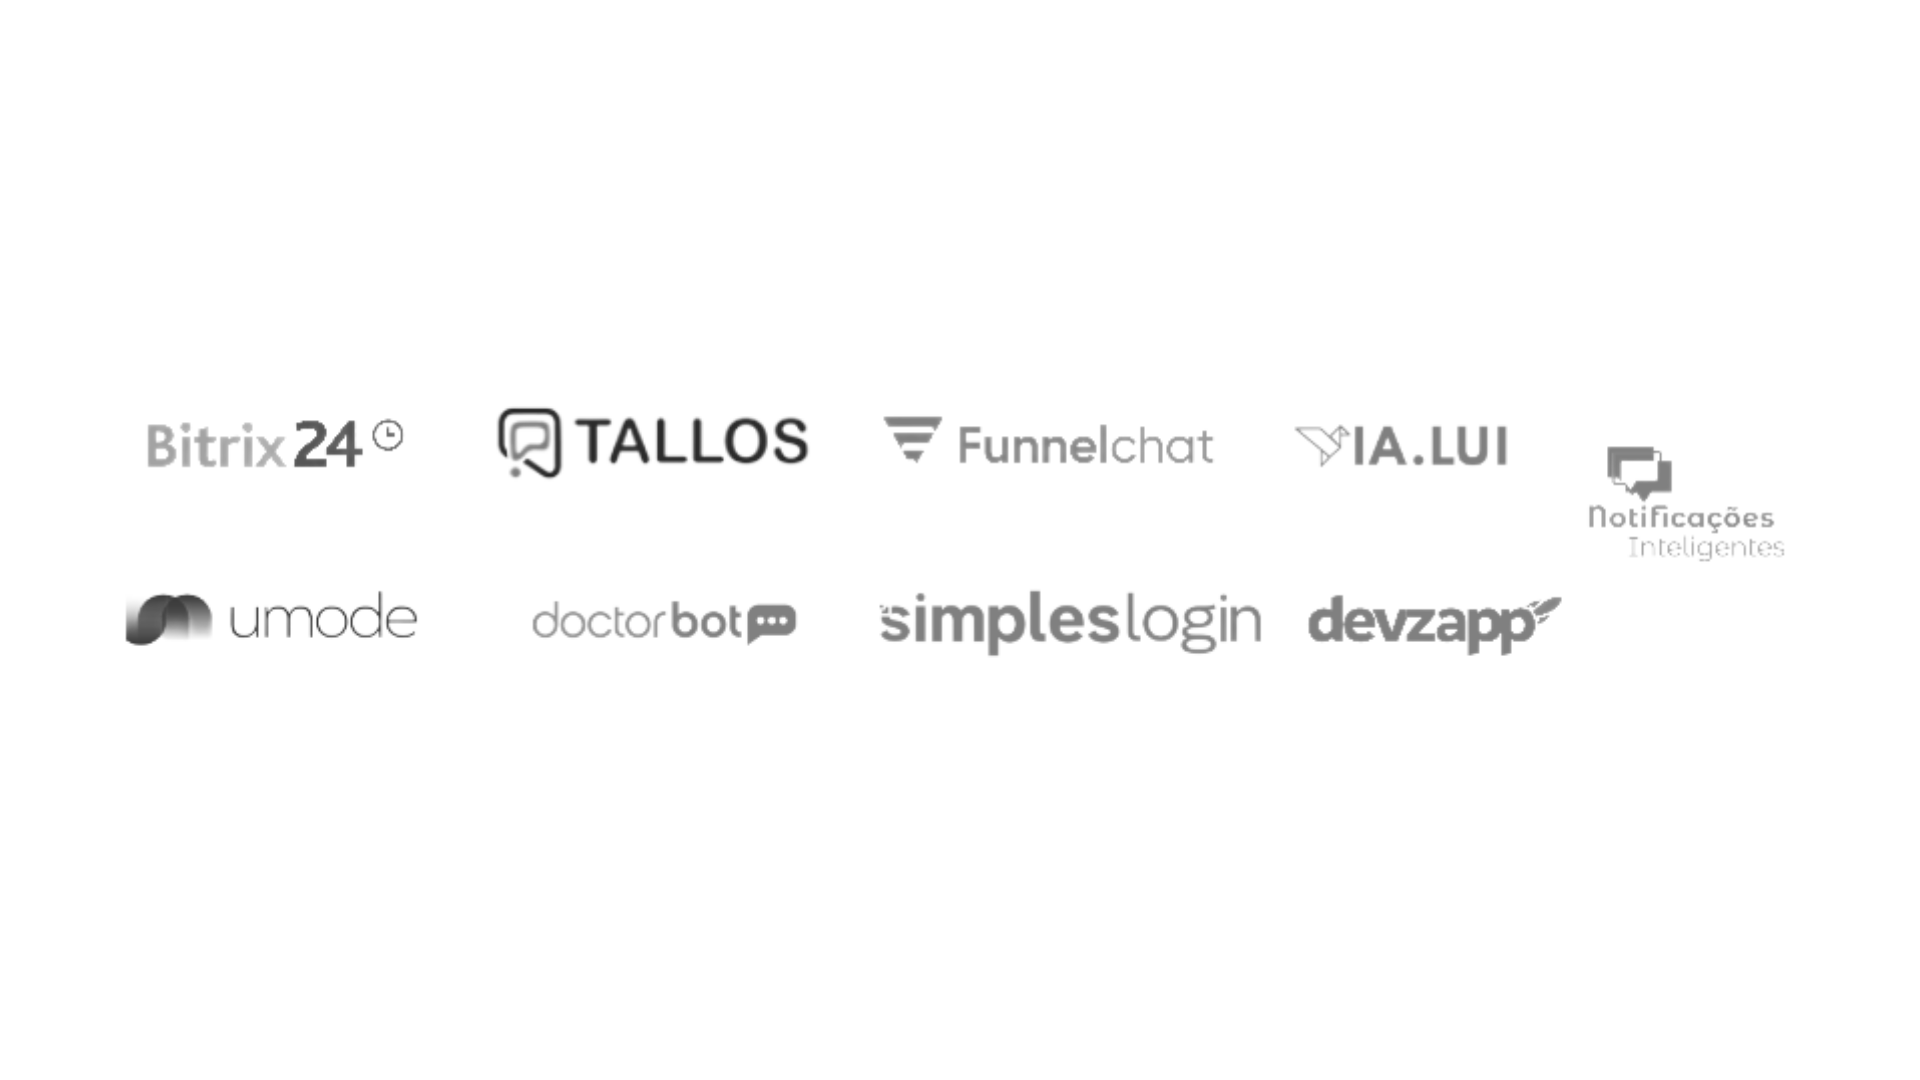 Bitrix24
TALLOS
Funnelchat
IA.LUI
Notificações
Inteligentes
umode
doctorbot
simpleslogin
devzapp